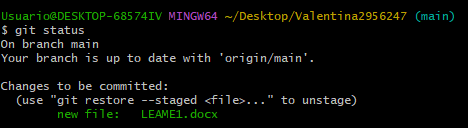 Usuario@DESKTOP-68574IV MINGW64 ~/Desktop/Valentina2956247 (main)
$ git status
On branch main
Your branch is up to date with 'origin/main'.
Changes to be committed:
(use "git restore --staged <file>..." to unstage)
new file: LEAME1.docx